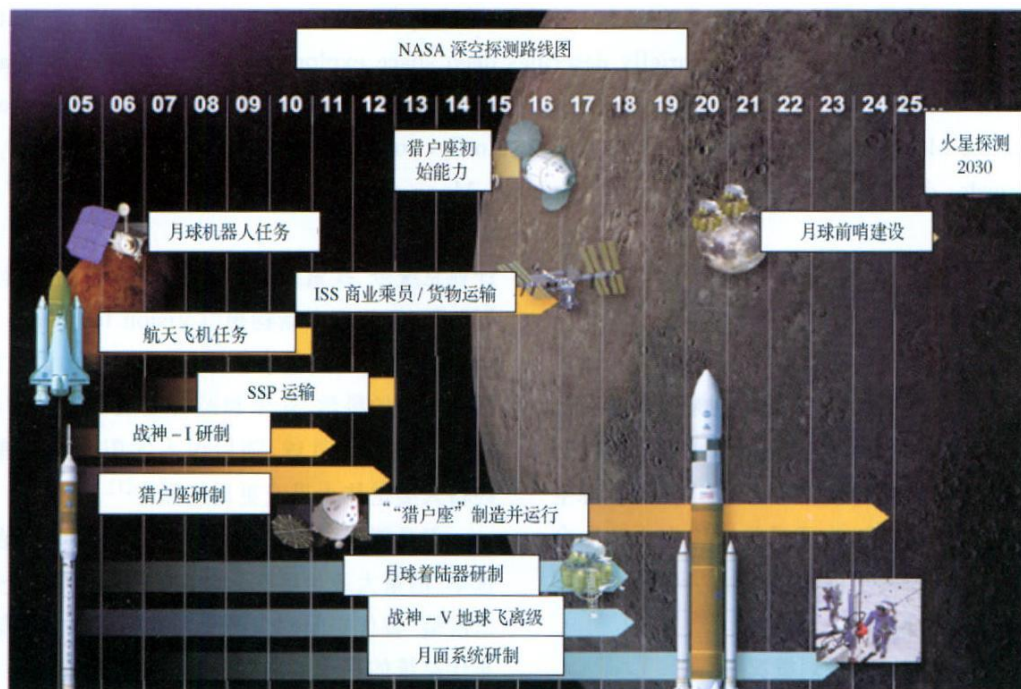 NASA 深空探测路线图
05 06 07 08 09 10 11 12 13 14 15 16 17 18 19 20 21 22 23 24 25...
猎户座初
始能力
火星探测
2030
月球机器人任务
月球前哨建设
ISS 商业乘员 / 货物运输
航天飞机任务
SSP 运输
战神-I 研制
猎户座研制
““猎户座”制造并运行
月球着陆器研制
战神-V 地球飞离级
月面系统研制